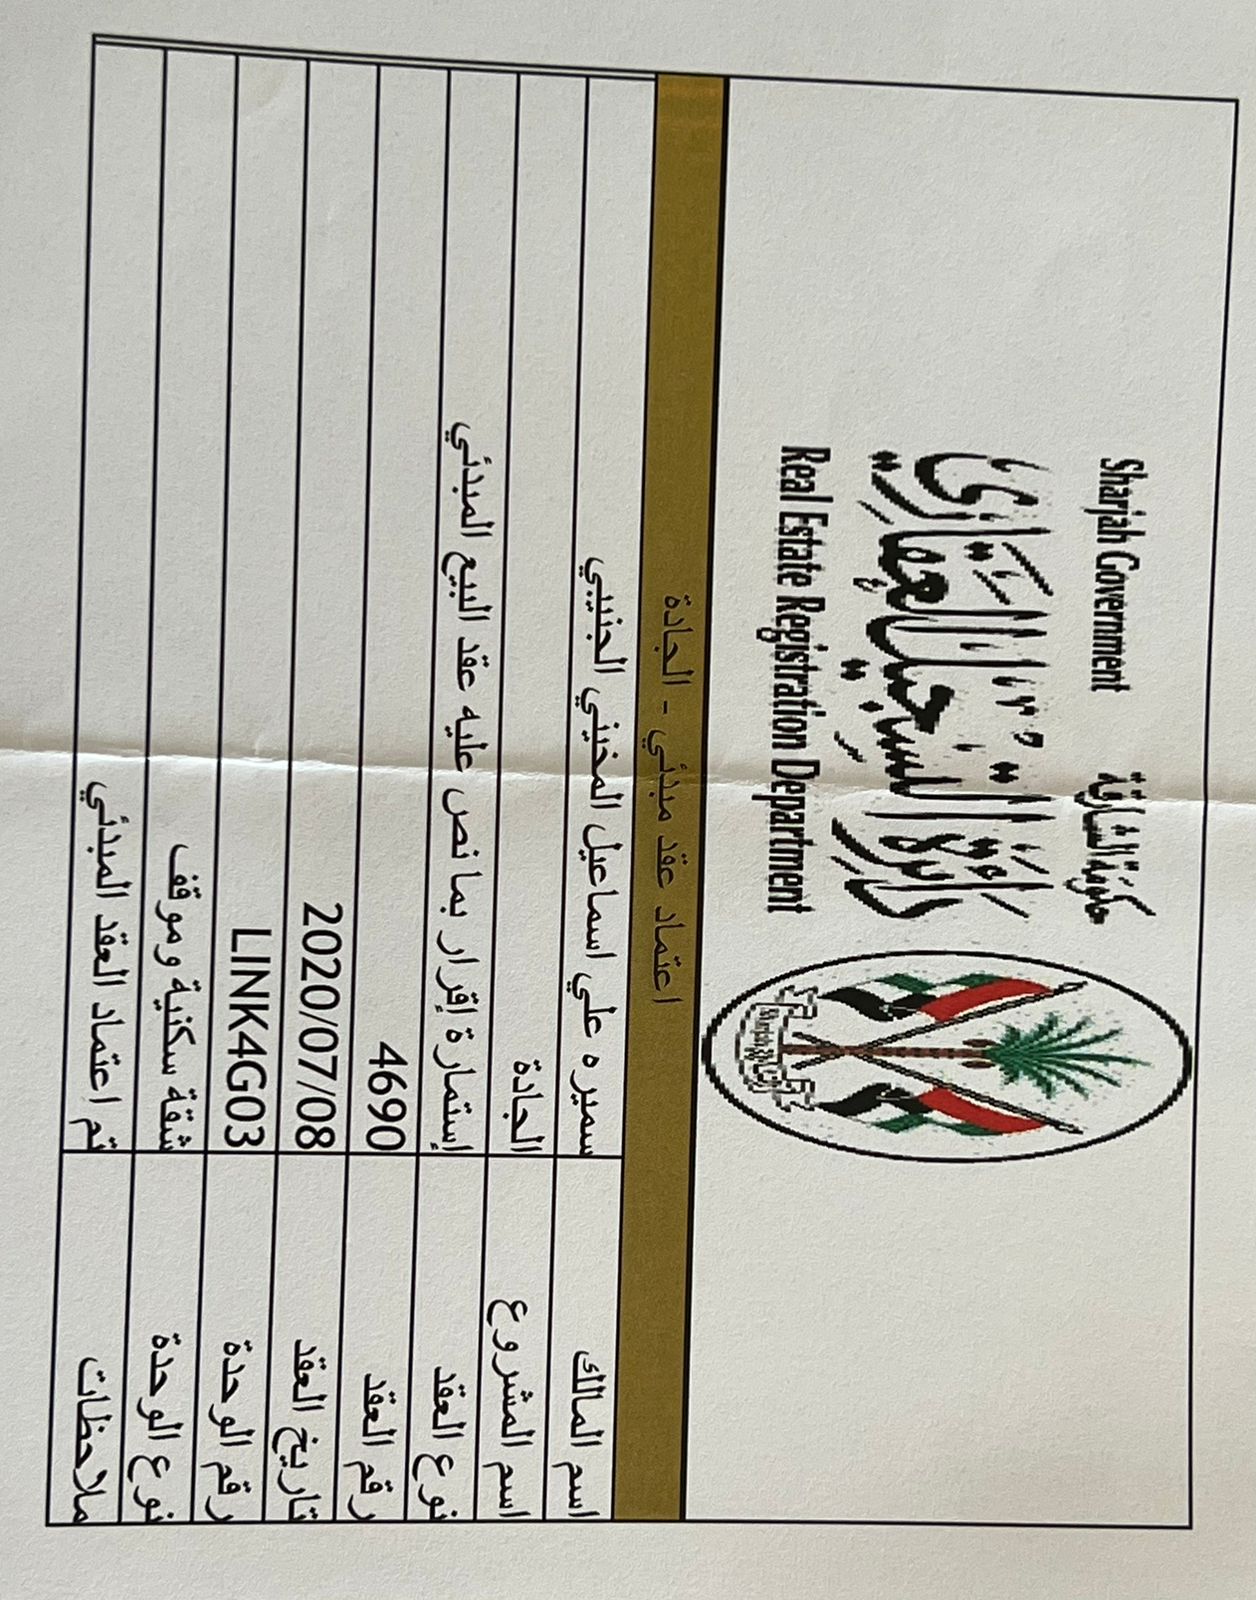 حكومة الشارقة Sharjah Government
دائرة التسجيل العقاري
Real Estate Registration Department
اعتماد عقد مبدئي - الجادة
اسم المالك سميره علي اسماعيل المخيني الجنيبي
اسم المشروع الجادة
نوع العقد إستمارة إقرار بما نص عليه عقد البيع المبدئي
رقم العقد 4690
تاريخ العقد 2020/07/08
رقم الوحدة LINK4G03
نوع الوحدة شقة سكنية وموقف
ملاحظات تم اعتماد العقد المبدئي